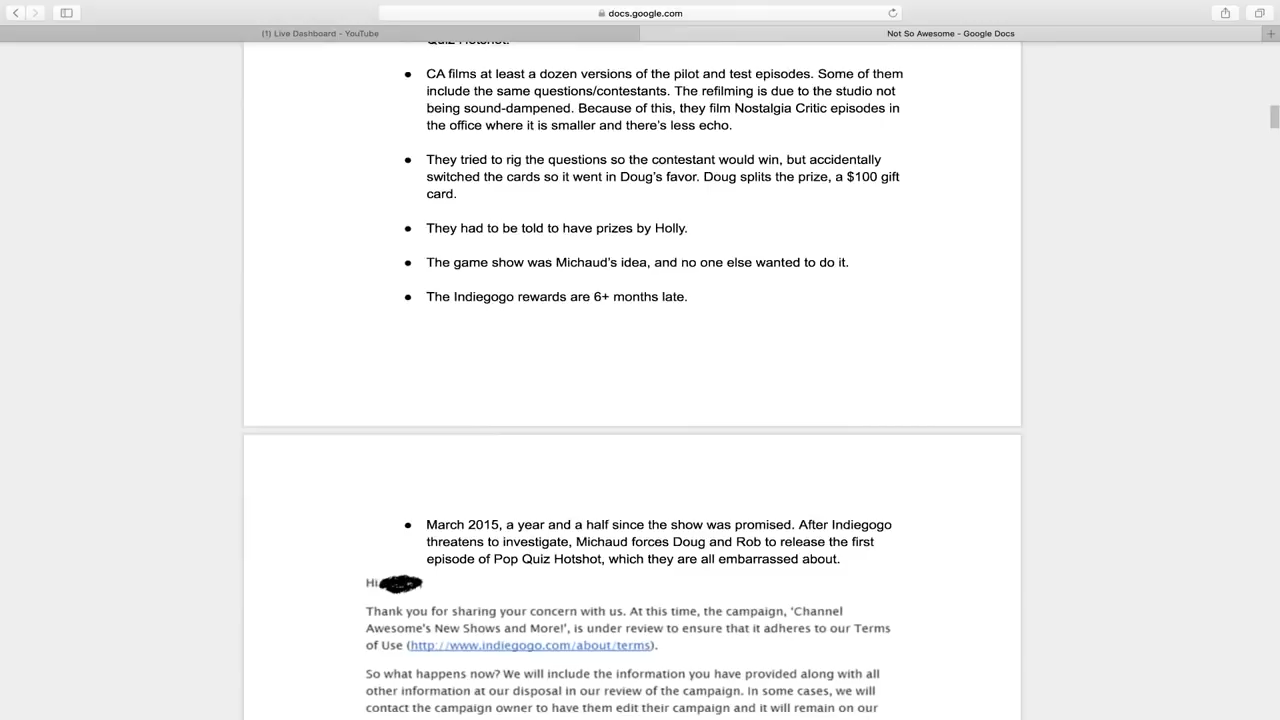 docs.google.com
(1) Live Dashboard - YouTube
Not So Awesome - Google Docs
Quiz Hotshot.
● CA films at least a dozen versions of the pilot and test episodes. Some of them
include the same questions/contestants. The refilming is due to the studio not
being sound-dampened. Because of this, they film Nostalgia Critic episodes in
the office where it is smaller and there's less echo.
● They tried to rig the questions so the contestant would win, but accidentally
switched the cards so it went in Doug's favor. Doug splits the prize, a $100 gift
card.
● They had to be told to have prizes by Holly.
● The game show was Michaud's idea, and no one else wanted to do it.
● The Indiegogo rewards are 6+ months late.
● March 2015, a year and a half since the show was promised. After Indiegogo
threatens to investigate, Michaud forces Doug and Rob to release the first
episode of Pop Quiz Hotshot, which they are all embarrassed about.
Hi
Thank you for sharing your concern with us. At this time, the campaign, 'Channel
Awesome's New Shows and More!', is under review to ensure that it adheres to our Terms
of Use (http://www.indiegogo.com/about/terms).
So what happens now? We will include the information you have provided along with all
other information at our disposal in our review of the campaign. In some cases, we will
contact the campaign owner to have them edit their campaign and it will remain on our